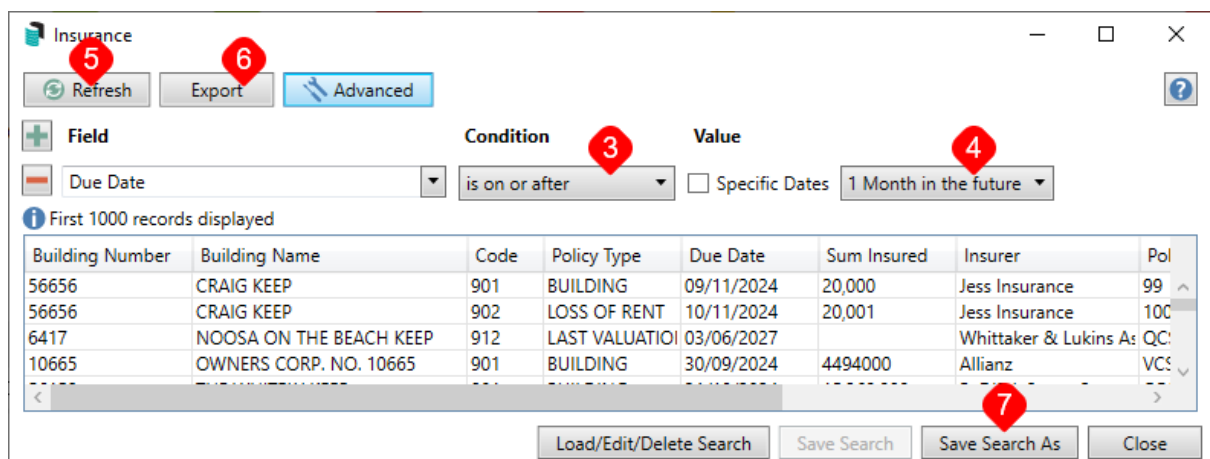 Insurance
5 6
Refresh Export Advanced ?
Field Condition Value
3 4
Due Date is on or after Specific Dates 1 Month in the future
First 1000 records displayed
Building Number Building Name Code Policy Type Due Date Sum Insured Insurer Pol
56656 CRAIG KEEP 901 BUILDING 09/11/2024 20,000 Jess Insurance 99
56656 CRAIG KEEP 902 LOSS OF RENT 10/11/2024 20,001 Jess Insurance 100
6417 NOOSA ON THE BEACH KEEP 912 LAST VALUATIO 03/06/2027 Whittaker & Lukins As QC
10665 OWNERS CORP. NO. 10665 901 BUILDING 30/09/2024 4494000 Allianz VCS
7
Load/Edit/Delete Search Save Search Save Search As Close